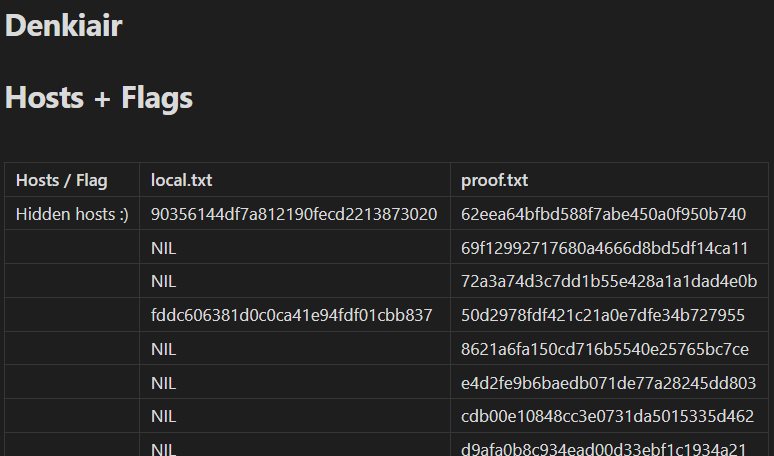 Denkiair
Hosts + Flags
Hosts / Flag local.txt proof.txt
Hidden hosts :) 90356144df7a812190fecd2213873020 62eea64bfbd588f7abe450a0f950b740
NIL 69f12992717680a4666d8bd5df14ca11
NIL 72a3a74d3c7dd1b55e428a1a1dad4e0b
fddc606381d0c0ca41e94fdf01cbb837 50d2978fdf421c21a0e7dfe34b727955
NIL 8621a6fa150cd716b5540e25765bc7ce
NIL e4d2fe9b6baedb071de77a28245dd803
NIL cdb00e10848cc3e0731da5015335d462
NIL d9afa0b8c934ead00d33ebf1c1934a21